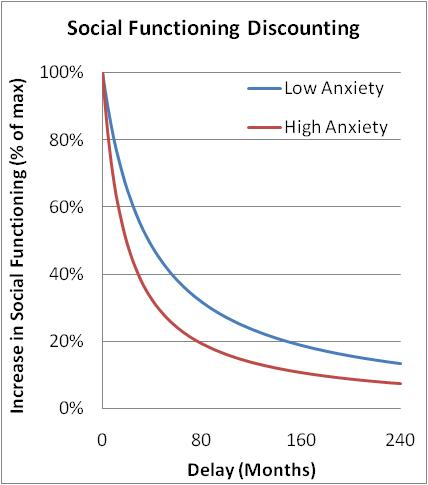 Social Functioning Discounting
Increase in Social Functioning (% of max)
100%
80%
60%
40%
20%
0%
Low Anxiety
High Anxiety
0 80 160 240
Delay (Months)